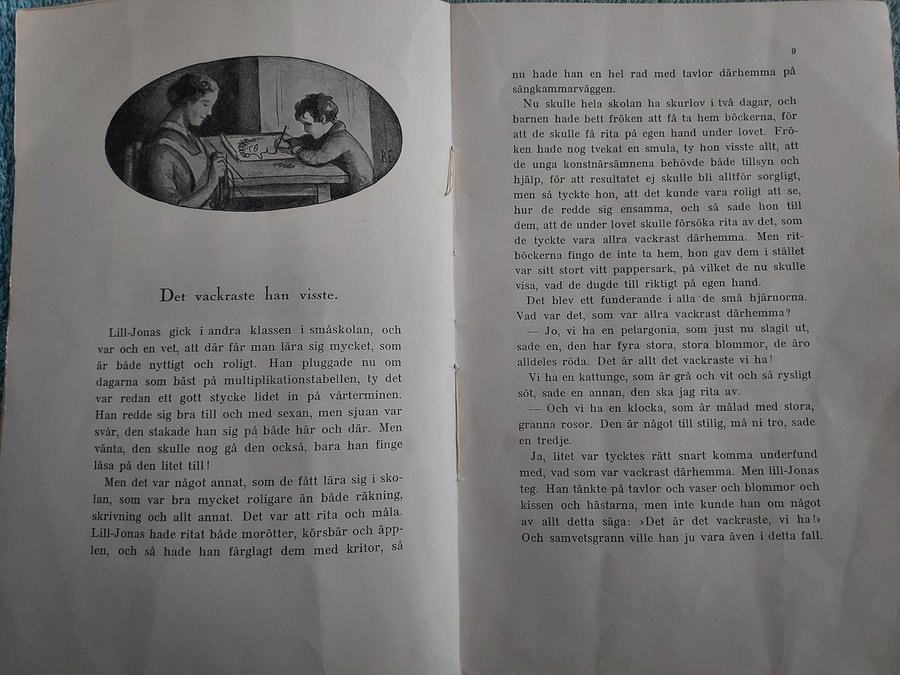 BE
Det vackraste han visste.
Lill-Jonas gick i andra klassen i småskolan, och
var och en vet, att där får man lära sig mycket, som
är både nyttigt och roligt. Han pluggade nu om
dagarna som bäst på multiplikationstabellen, ty det
var redan ett gott stycke lidet in på vårterminen.
Han redde sig bra till och med sexan, men sjuan var
svår, den stakade han sig på både här och där. Men
vänta, den skulle nog gå den också, bara han finge
läsa på den litet till!
Men det var något annat, som de fått lära sig i sko-
lan, som var bra mycket roligare än både räkning,
skrivning och allt annat. Det var att rita och måla.
Lill-Jonas hade ritat både morötter, körsbär och äpp-
len, och så hade han färglagt dem med kritor, så
9
nu hade han en hel rad med tavlor därhemma på
sängkammarväggen.
Nu skulle hela skolan ha skurlov i två dagar, och
barnen hade bett fröken att få ta hem böckerna, för
att de skulle få rita på egen hand under lovet. Frö-
ken hade nog tvekat en smula, ty hon visste allt, att
de unga konstnärsämnena behövde både tillsyn och
hjälp, för att resultatet ej skulle bli alltför sorgligt,
men så tyckte hon, att det kunde vara roligt att se,
hur de redde sig ensamma, och så sade hon till
dem, att de under lovet skulle försöka rita av det, som
de tyckte vara allra vackrast därhemma. Men rit-
böckerna fingo de inte ta hem, hon gav dem i stället
var sitt stort vitt pappersark, på vilket de nu skulle
visa, vad de dugde till riktigt på egen hand.
Det blev ett funderande i alla de små hjärnorna.
Vad var det, som var allra vackrast därhemma?
— Jo, vi ha en pelargonia, som just nu slagit ut,
sade en, den har fyra stora, stora blommor, de äro
alldeles röda. Det är allt det vackraste vi ha!
Vi ha en kattunge, som är grå och vit och så rysligt
söt, sade en annan, den ska jag rita av.
— Och vi ha en klocka, som är målad med stora,
granna rosor. Den är något till stilig, må ni tro, sade
en tredje.
Ja, litet var tycktes rätt snart komma underfund
med, vad som var vackrast därhemma. Men lill-Jonas
teg. Han tänkte på tavlor och vaser och blommor och
kissen och hästarna, men inte kunde han om något
av allt detta säga: »Det är det vackraste, vi ha!»
Och samvetsgrann ville han ju vara även i detta fall.